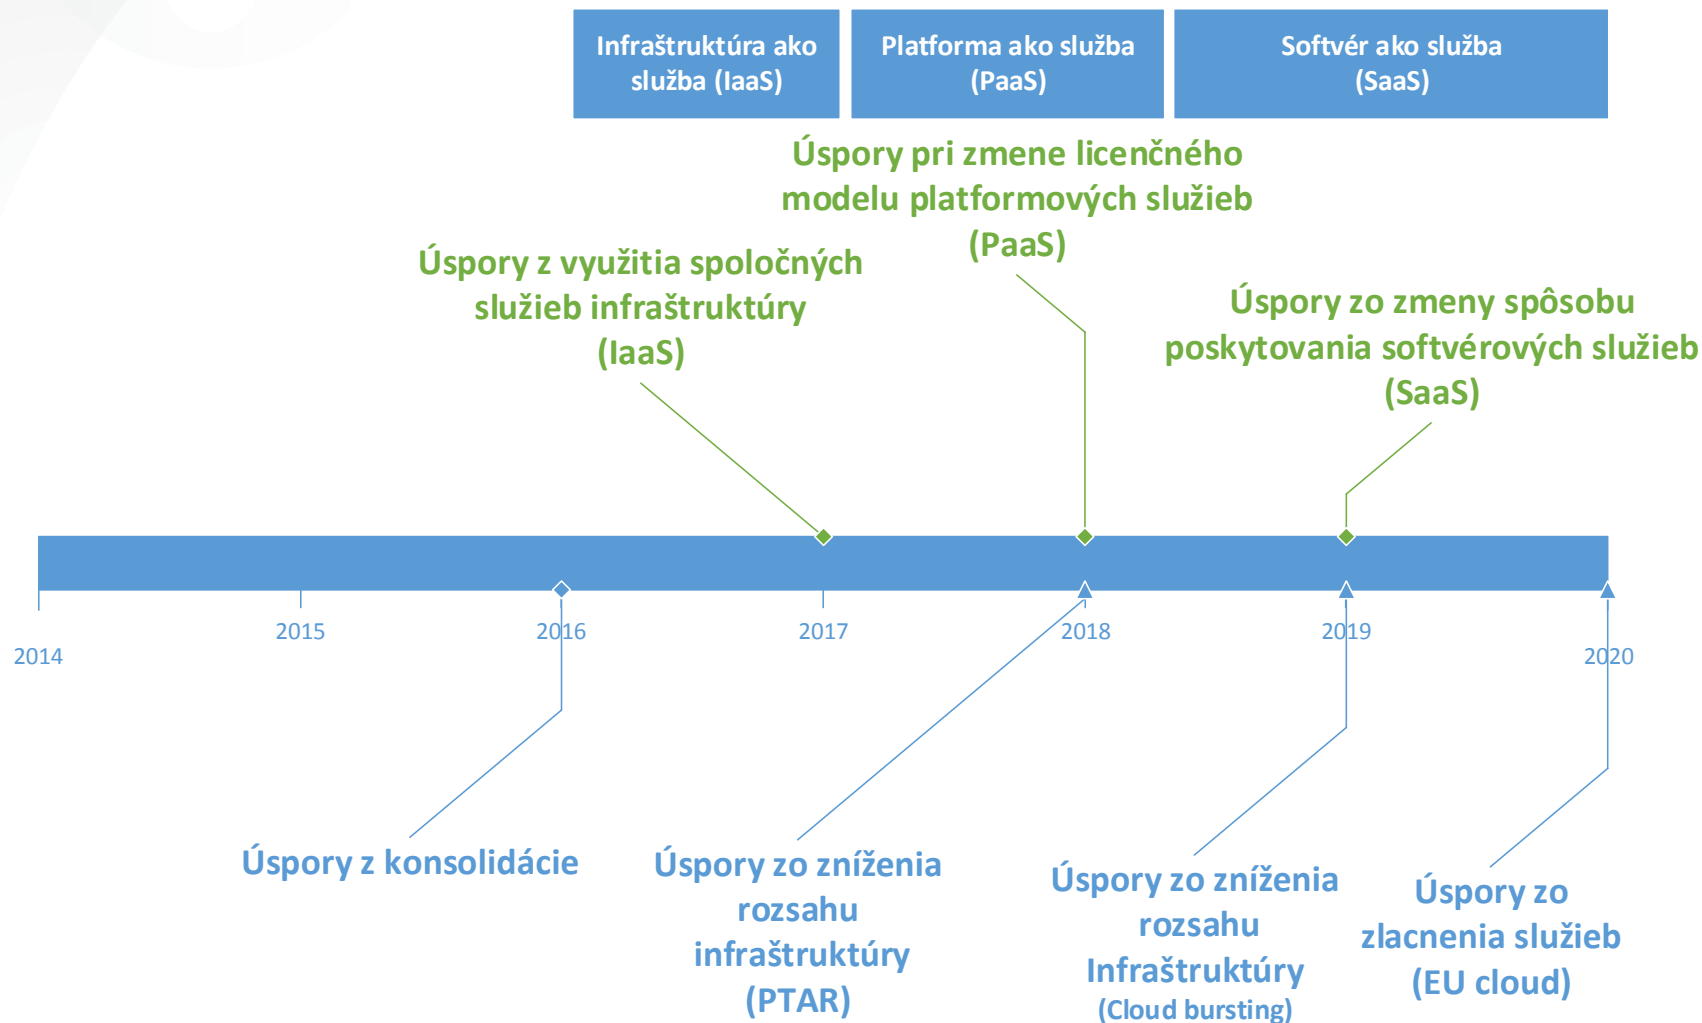 Infraštruktúra ako
služba (IaaS)
Platforma ako služba
(PaaS)
Softvér ako služba
(SaaS)
Úspory pri zmene licenčného
modelu platformových služieb
(PaaS)
Úspory z využitia spoločných
služieb infraštruktúry
(IaaS)
Úspory zo zmeny spôsobu
poskytovania softvérových služieb
(SaaS)
2014
2015
2016
2017
2018
2019
2020
Úspory z konsolidácie
Úspory zo zníženia
rozsahu
infraštruktúry
(PTAR)
Úspory zo zníženia
rozsahu
Infraštruktúry
(Cloud bursting)
Úspory zo
zlacnenia služieb
(EU cloud)